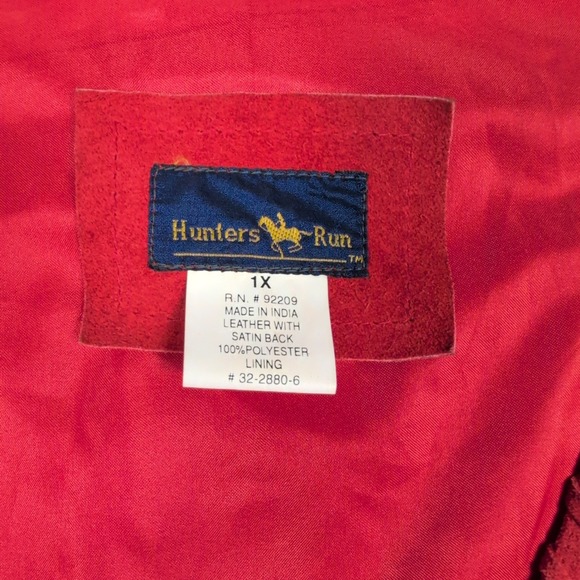 Hunters Run
TM
1X
R.N. # 92209
MADE IN INDIA
LEATHER WITH
SATIN BACK
100%POLYESTER
LINING
# 32-2880-6